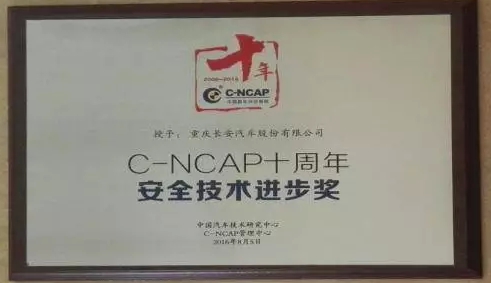 十年
2006-2016
C-NCAP
授予：重庆长安汽车股份有限公司
C-NCAP十周年
安全技术进步奖
中国汽车技术研究中心
C-NCAP管理中心
2016年8月5日